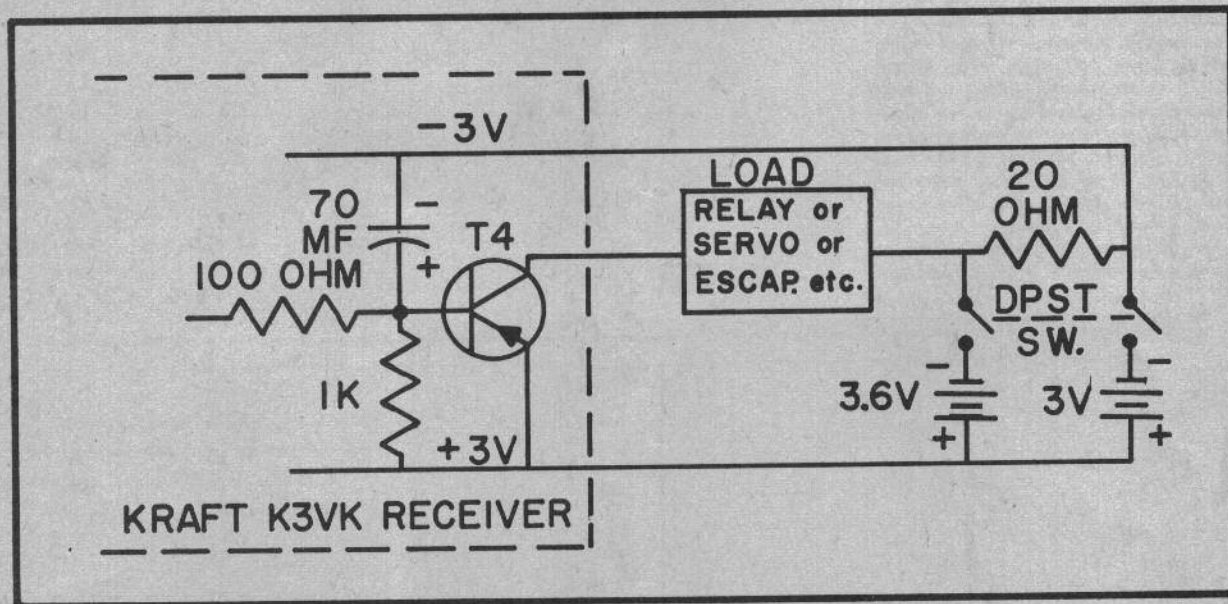 -3V
LOAD
20
OHM
70
MF
-
+
T4
RELAY or
SERVO or
ESCAP. etc.
100 OHM
DPST
SW.
1K
3.6V
-
+
3V
-
+
+3V
KRAFT K3VK RECEIVER